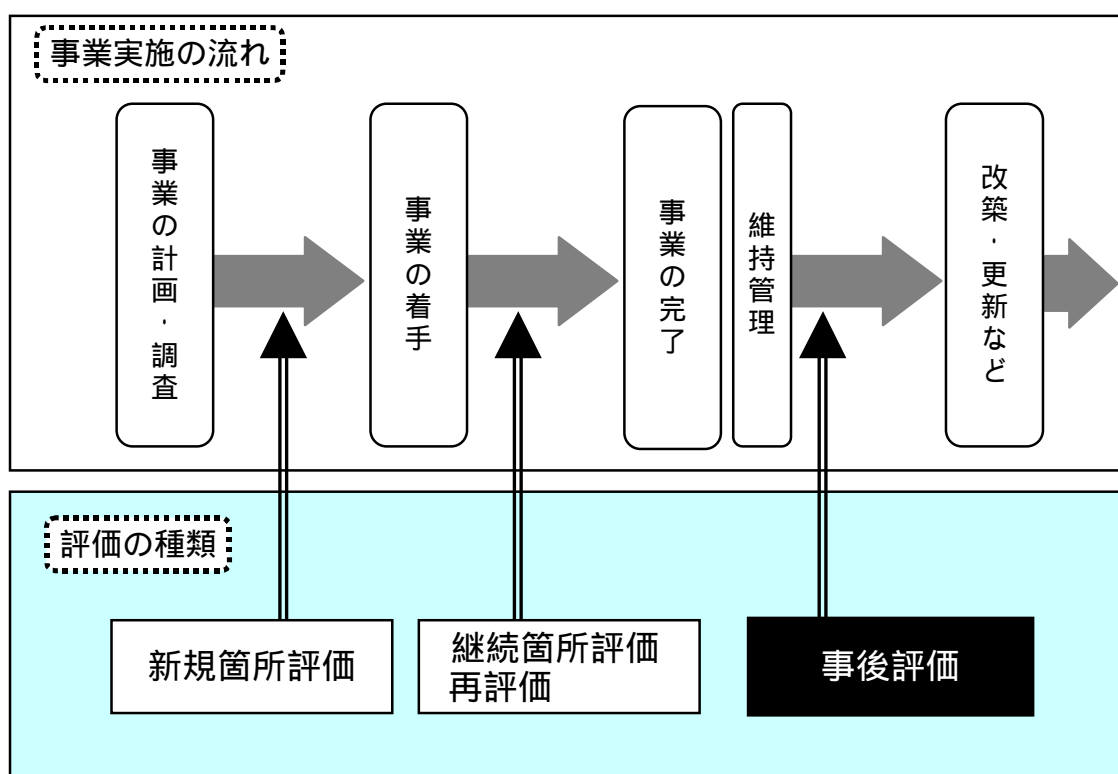 事業実施の流れ
事業の計画・調査
事業の着手
事業の完了
維持管理
改築・更新など
評価の種類
新規箇所評価
継続箇所評価
再評価
事後評価